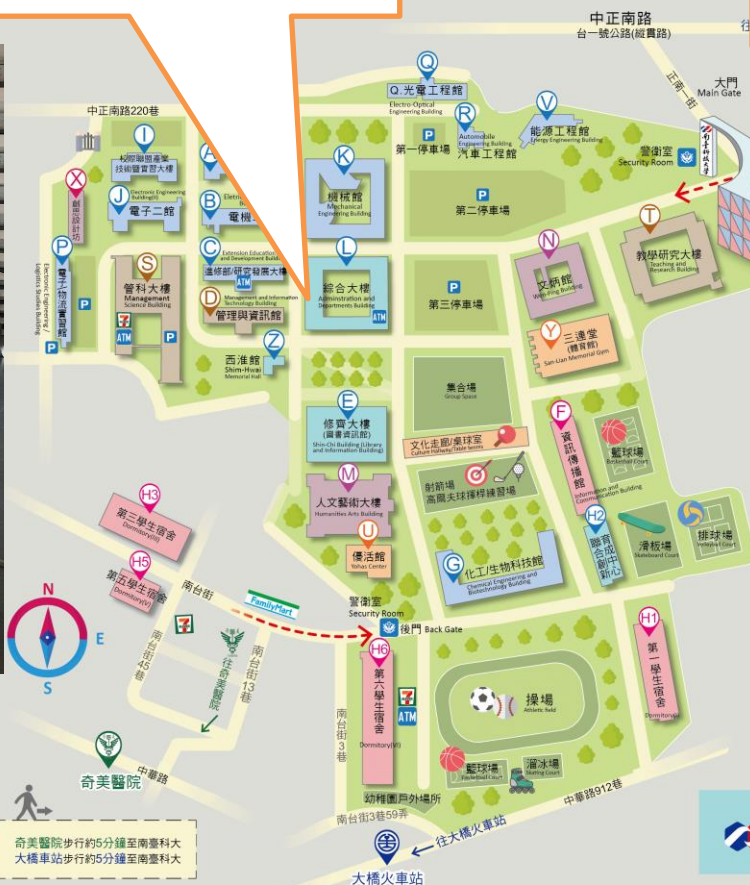 中正南路
台一號公路(縱貫路)
往
正南一街
大門
Main Gate
南臺科技大學
警衛室
Security Room
中正南路220巷
Q
Q.光電工程館
Electro-Optical
Engineering Building
R
Automobile
Engineering Building
汽車工程館
V
能源工程館
Energy Engineering Building
P
第一停車場
P
第二停車場
P
第三停車場
I
校際聯盟產業
技術暨實習大樓
A
X
創思設計坊
J
Electronic Engineering
Building(II)
電子二館
B
電機
K
機械館
Mechanical
Engineering Building
P
電子/物流實習館
Electronic Engineering /
Logistics Studies Building
P
P
P
S
管科大樓
Management
Science Building
7-ELEVEN
ATM
C
Extension Education
and Development Building
進修部/研究發展大樓
ATM
D
Management and Information
Technology Building
管理與資訊館
L
綜合大樓
Adminstration and
Departments Building
ATM
N
文炳館
Wen-Ping Building
T
教學研究大樓
Teaching and
Research Building
Y
三連堂
(體育館)
San-Lian Memorial Gym
Z
西淮館
Shim-Hwai
Memorial Hall
集合場
Group Space
E
修齊大樓
(圖書資訊館)
Shin-Chi Building (Library
and Information Building)
文化走廊/桌球室
Culture Hallway/Table tennis
F
資訊傳播館
Information and
Communication Building
籃球場
Basketball Court
M
人文藝術大樓
Humanities Arts Building
射箭場
高爾夫球揮桿練習場
H2
聯合創新
育成中心
滑板場
Skateboard Court
排球場
Volleyball Court
U
優活館
Yohas Center
G
化工/生物科技館
Chemical Engineering and
Biotechnology Building
H3
第三學生宿舍
Dormitory(III)
H5
第五學生宿舍
Dormitory(V)
南台街
FamilyMart
警衛室
Security Room
後門 Back Gate
N
E
S
7-ELEVEN
南台街45巷
往奇美醫院
南台街13巷
H6
第六學生宿舍
Dormitory(VI)
7-ELEVEN
ATM
南台街3巷
操場
Athletic field
H1
第一學生宿舍
Dormitory(I)
籃球場
Basketball Court
溜冰場
Skating Court
奇美醫院
中華路
幼稚園戶外場所
中華路912巷
南台街3巷59弄
往大橋火車站
大橋火車站
奇美醫院步行約5分鐘至南臺科大
大橋車站步行約5分鐘至南臺科大